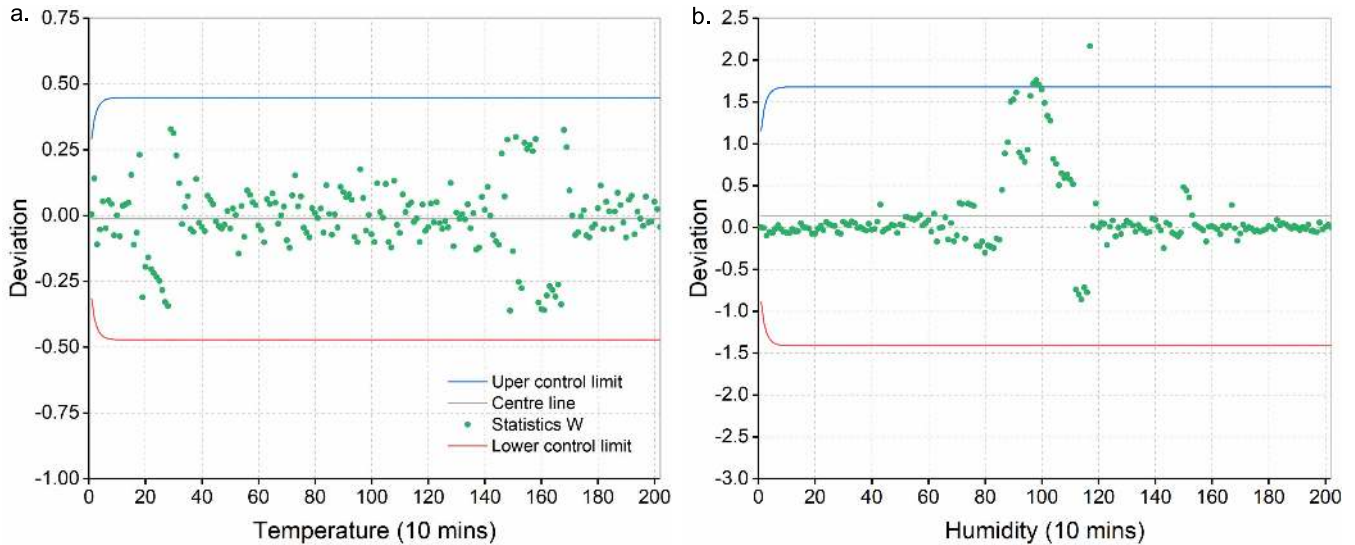 a.
0.75
0.50
0.25
0.00
-0.25
-0.50
-0.75
-1.00
Deviation
0 20 40 60 80 100 120 140 160 180 200
Temperature (10 mins)
Uper control limit
Centre line
Statistics W
Lower control limit
b.
2.5
2.0
1.5
1.0
0.5
0.0
-0.5
-1.0
-1.5
-2.0
-2.5
-3.0
Deviation
0 20 40 60 80 100 120 140 160 180 200
Humidity (10 mins)